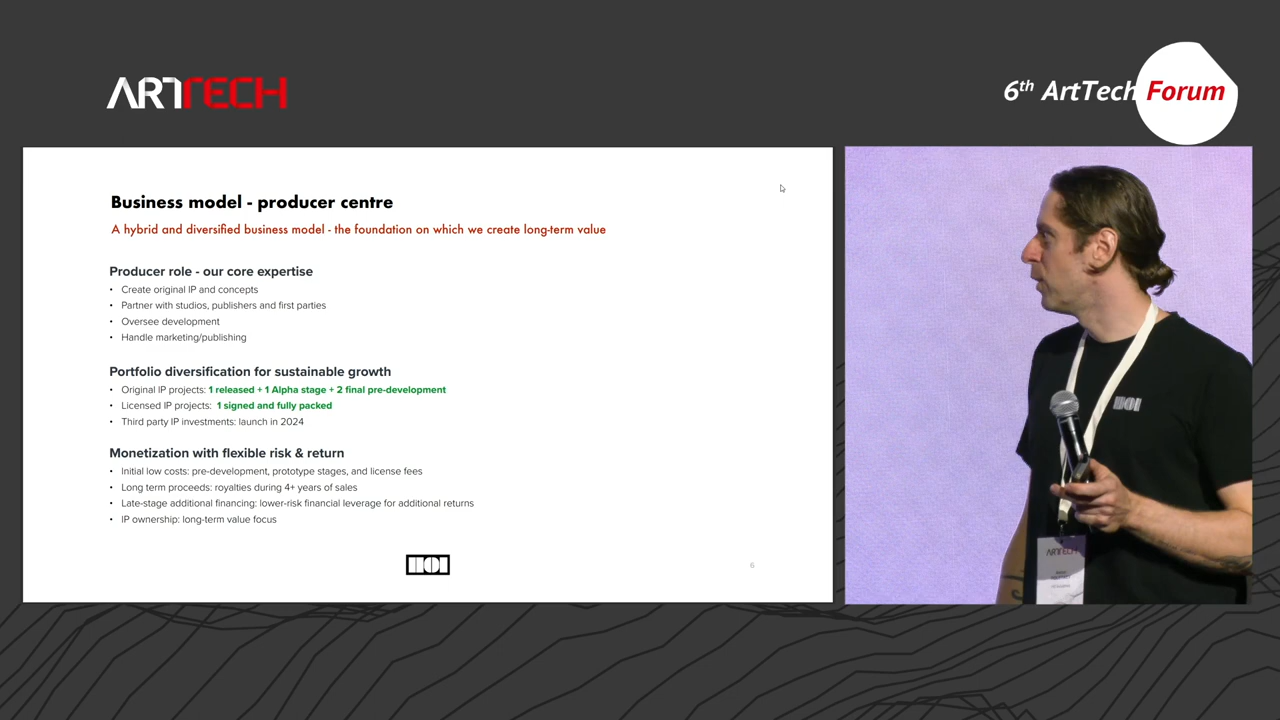 ARTTECH
6th ArtTech Forum
Business model - producer centre
A hybrid and diversified business model - the foundation on which we create long-term value
Producer role - our core expertise
• Create original IP and concepts
• Partner with studios, publishers and first parties
• Oversee development
• Handle marketing/publishing
Portfolio diversification for sustainable growth
• Original IP projects: 1 released + 1 Alpha stage + 2 final pre-development
• Licensed IP projects: 1 signed and fully packed
• Third party IP investments: launch in 2024
Monetization with flexible risk & return
• Initial low costs: pre-development, prototype stages, and license fees
• Long term proceeds: royalties during 4+ years of sales
• Late-stage additional financing: lower-risk financial leverage for additional returns
• IP ownership: long-term value focus
6
ARTTECH